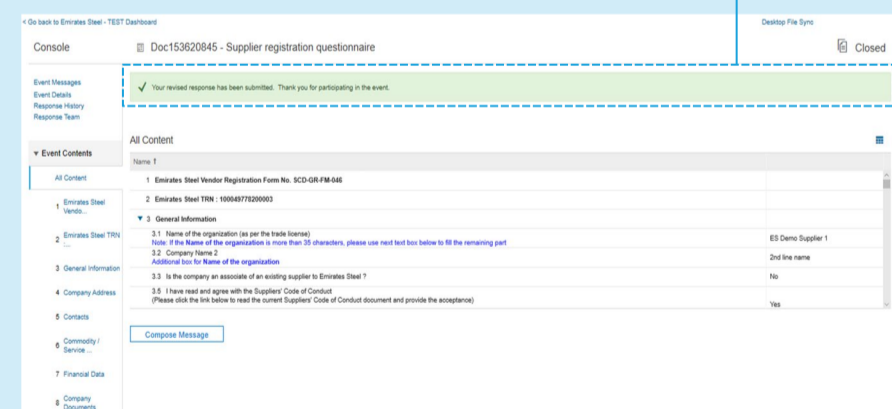 < Go back to Emirates Steel - TEST Dashboard
Desktop File Sync
Console
Doc153620845 - Supplier registration questionnaire
Closed
Event Messages
Event Details
Response History
Response Team
✓ Your revised response has been submitted. Thank you for participating in the event.
▼ Event Contents
All Content
1 Emirates Steel Vendo...
2 Emirates Steel TRN :...
3 General Information
4 Company Address
5 Contacts
6 Commodity / Service ...
7 Financial Data
8 Company Documents
All Content
Name ↑
1 Emirates Steel Vendor Registration Form No. SCD-GR-FM-046
2 Emirates Steel TRN : 100049778200003
▼ 3 General Information
3.1 Name of the organization (as per the trade license)
Note: If the Name of the organization is more than 35 characters, please use next text box below to fill the remaining part
ES Demo Supplier 1
3.2 Company Name 2
Additional box for Name of the organization
2nd line name
3.3 Is the company an associate of an existing supplier to Emirates Steel ?
No
3.5 I have read and agree with the Suppliers' Code of Conduct
(Please click the link below to read the current Suppliers' Code of Conduct document and provide the acceptance)
Yes
Compose Message